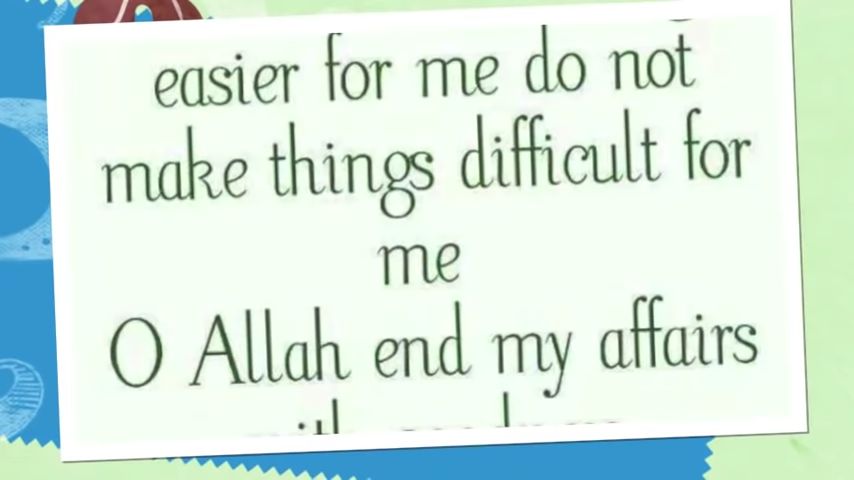 easier for me do not
make things difficult for
me
O Allah end my affairs